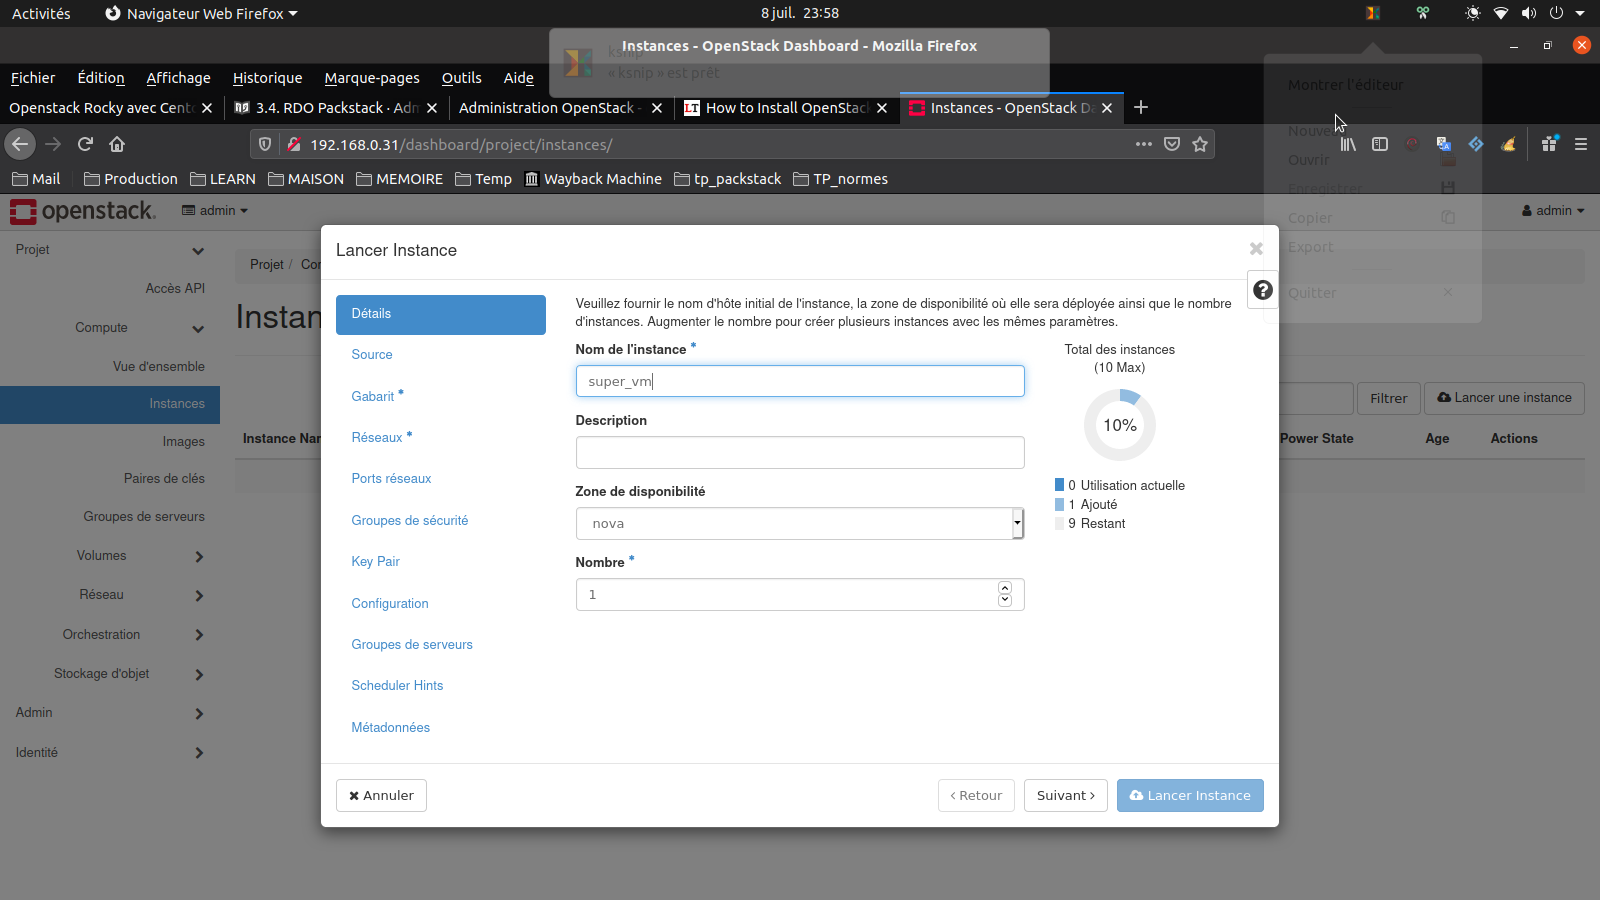 Activités
Navigateur Web Firefox
8 juil. 23:58
Instances - OpenStack Dashboard - Mozilla Firefox
ksnip
« ksnip » est prêt
Fichier Édition Affichage Historique Marque-pages Outils Aide
Montrer l'éditeur
Openstack Rocky avec Cent
3.4. RDO Packstack · Adm
Administration OpenStack -
LT How to Install OpenStack
Instances - OpenStack Da
Nouveau
192.168.0.31/dashboard/project/instances/
Ouvrir
Mail Production LEARN MAISON MEMOIRE Temp Wayback Machine tp_packstack TP_normes
Enregistrer
openstack.
admin
Copier
admin
Export
Quitter
Projet
Accès API
Compute
Vue d'ensemble
Instances
Images
Paires de clés
Groupes de serveurs
Volumes
Réseau
Orchestration
Stockage d'objet
Admin
Identité
Projet / Con
Instan
Filtrer
Lancer une instance
Instance Nan
Power State Age Actions
Lancer Instance
Détails
Source
Gabarit *
Réseaux *
Ports réseaux
Groupes de sécurité
Key Pair
Configuration
Groupes de serveurs
Scheduler Hints
Métadonnées
Veuillez fournir le nom d'hôte initial de l'instance, la zone de disponibilité où elle sera déployée ainsi que le nombre
d'instances. Augmenter le nombre pour créer plusieurs instances avec les mêmes paramètres.
Nom de l'instance *
super_vm
Description
Zone de disponibilité
nova
Nombre *
1
Total des instances
(10 Max)
10%
0 Utilisation actuelle
1 Ajouté
9 Restant
Annuler
Retour
Suivant
Lancer Instance